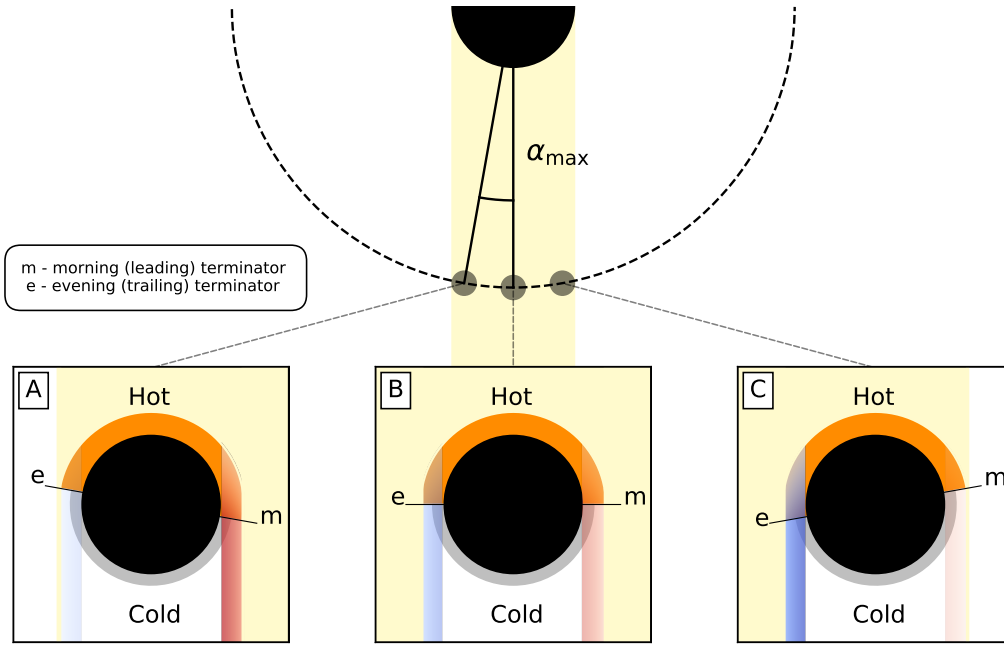 α_max
m - morning (leading) terminator
e - evening (trailing) terminator
A
Hot
e
m
Cold
B
Hot
e
m
Cold
C
Hot
m
e
Cold